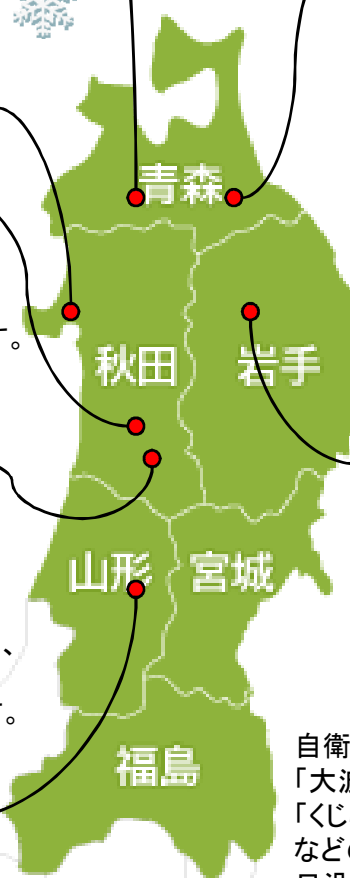 青森
。
秋田
岩手
山形
宮城
、
。
福島
自衛
「大
「くじ
など